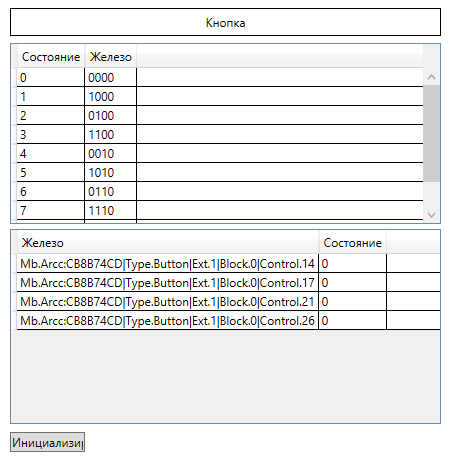 Кнопка
Состояние Железо
0 0000
1 1000
2 0100
3 1100
4 0010
5 1010
6 0110
7 1110
Железо Состояние
Mb.Arcc:CB8B74CD|Type.Button|Ext.1|Block.0|Control.14 0
Mb.Arcc:CB8B74CD|Type.Button|Ext.1|Block.0|Control.17 0
Mb.Arcc:CB8B74CD|Type.Button|Ext.1|Block.0|Control.21 0
Mb.Arcc:CB8B74CD|Type.Button|Ext.1|Block.0|Control.26 0
Инициализир